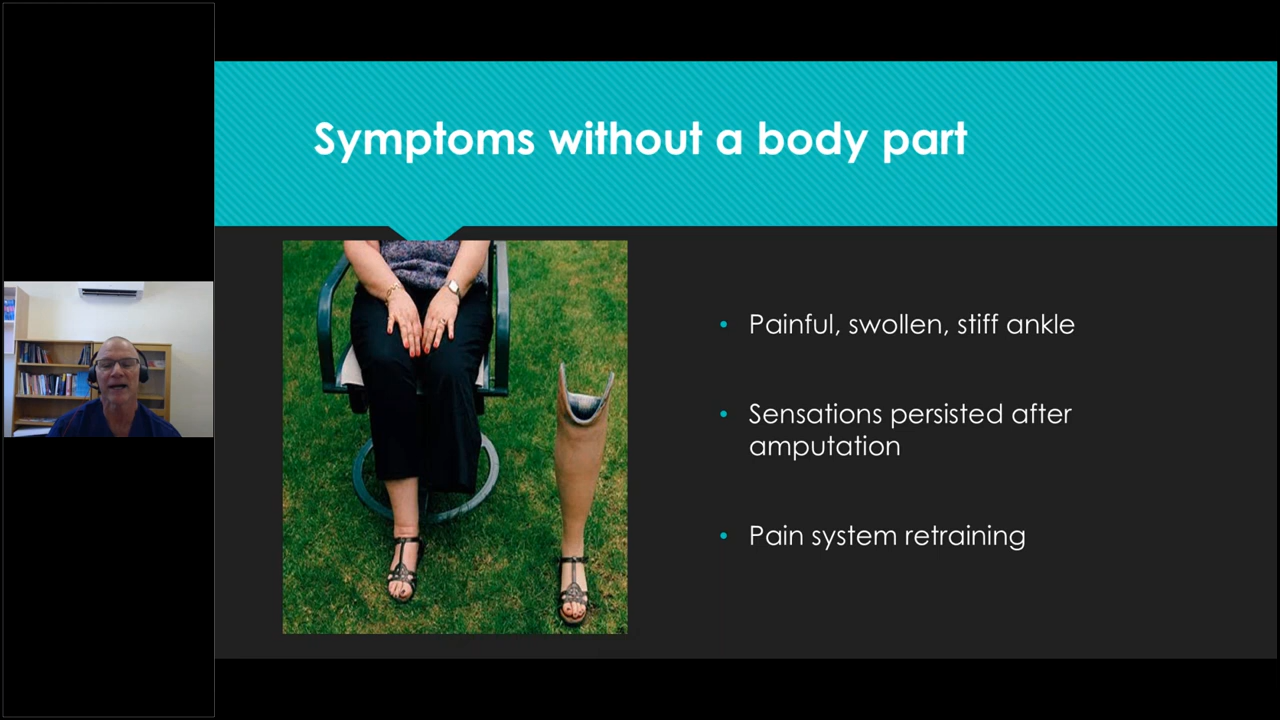 Symptoms without a body part
• Painful, swollen, stiff ankle
• Sensations persisted after
amputation
• Pain system retraining